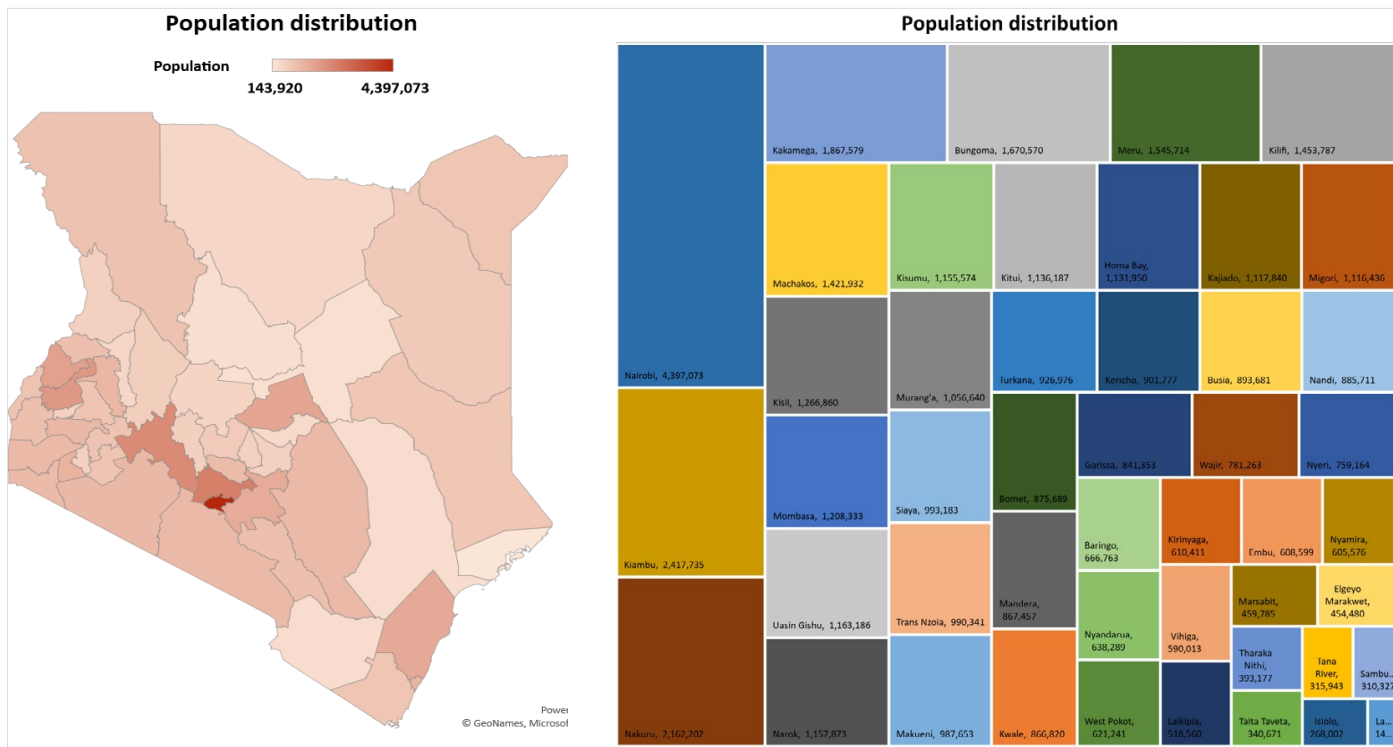 Population distribution
Population
143,920
4,397,073
Power
© GeoNames, Microsof
Population distribution
Nairobi, 4,397,073
Kiambu, 2,417,735
Nakuru, 2,162,202
Kakamega, 1,867,579
Bungoma, 1,670,570
Meru, 1,545,714
Kilifi, 1,453,787
Machakos, 1,421,932
Kisumu, 1,155,574
Kitui, 1,136,187
Homa Bay,
1,131,950
Kajiado, 1,117,840
Migori, 1,116,436
Kisii, 1,266,860
Murang'a, 1,056,640
Turkana, 926,976
Kericho, 901,777
Busia, 893,681
Nandi, 885,711
Mombasa, 1,208,333
Siaya, 993,183
Bomet, 875,689
Garissa, 841,353
Wajir, 781,263
Nyeri, 759,164
Uasin Gishu, 1,163,186
Trans Nzoia, 990,341
Mandera,
867,457
Baringo,
666,763
Kirinyaga,
610,411
Embu, 608,599
Nyamira,
605,576
Nyandarua,
638,289
Vihiga,
590,013
Marsabit,
459,785
Elgeyo
Marakwet,
454,480
Narok, 1,157,873
Makueni, 987,653
Kwale, 866,820
West Pokot,
621,241
Laikipia,
518,560
Tharaka
Nithi,
393,177
Tana
River,
315,943
Sambu...
310,327
Taita Taveta,
340,671
Isiolo,
268,002
La...
14...